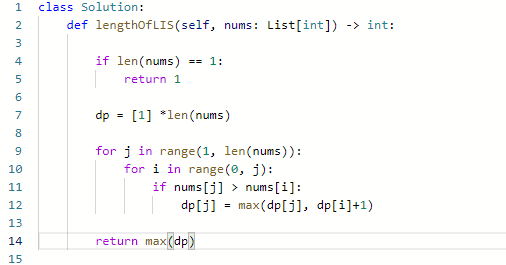 1 class Solution:
2     def lengthOfLIS(self, nums: List[int]) -> int:
3
4         if len(nums) == 1:
5             return 1
6
7         dp = [1] *len(nums)
8
9         for j in range(1, len(nums)):
10             for i in range(0, j):
11                 if nums[j] > nums[i]:
12                     dp[j] = max(dp[j], dp[i]+1)
13
14         return max(dp)
15